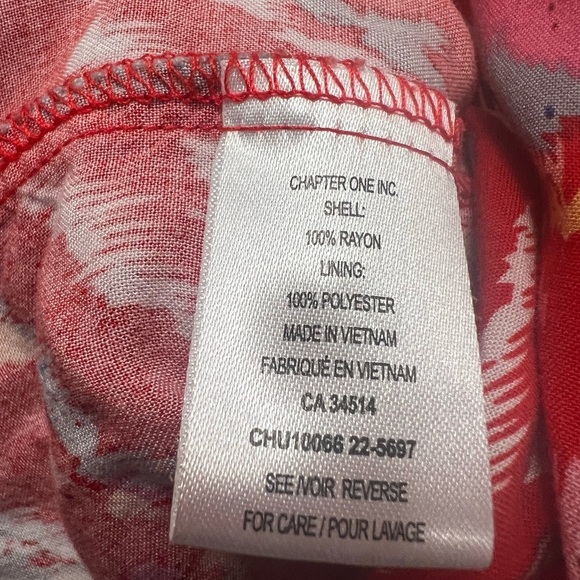 CHAPTER ONE INC.
SHELL:
100% RAYON
LINING:
100% POLYESTER
MADE IN VIETNAM
FABRIQUÉ EN VIETNAM
CA 34514
CHU10066 22-5697
SEE /VOIR REVERSE
FOR CARE / POUR LAVAGE